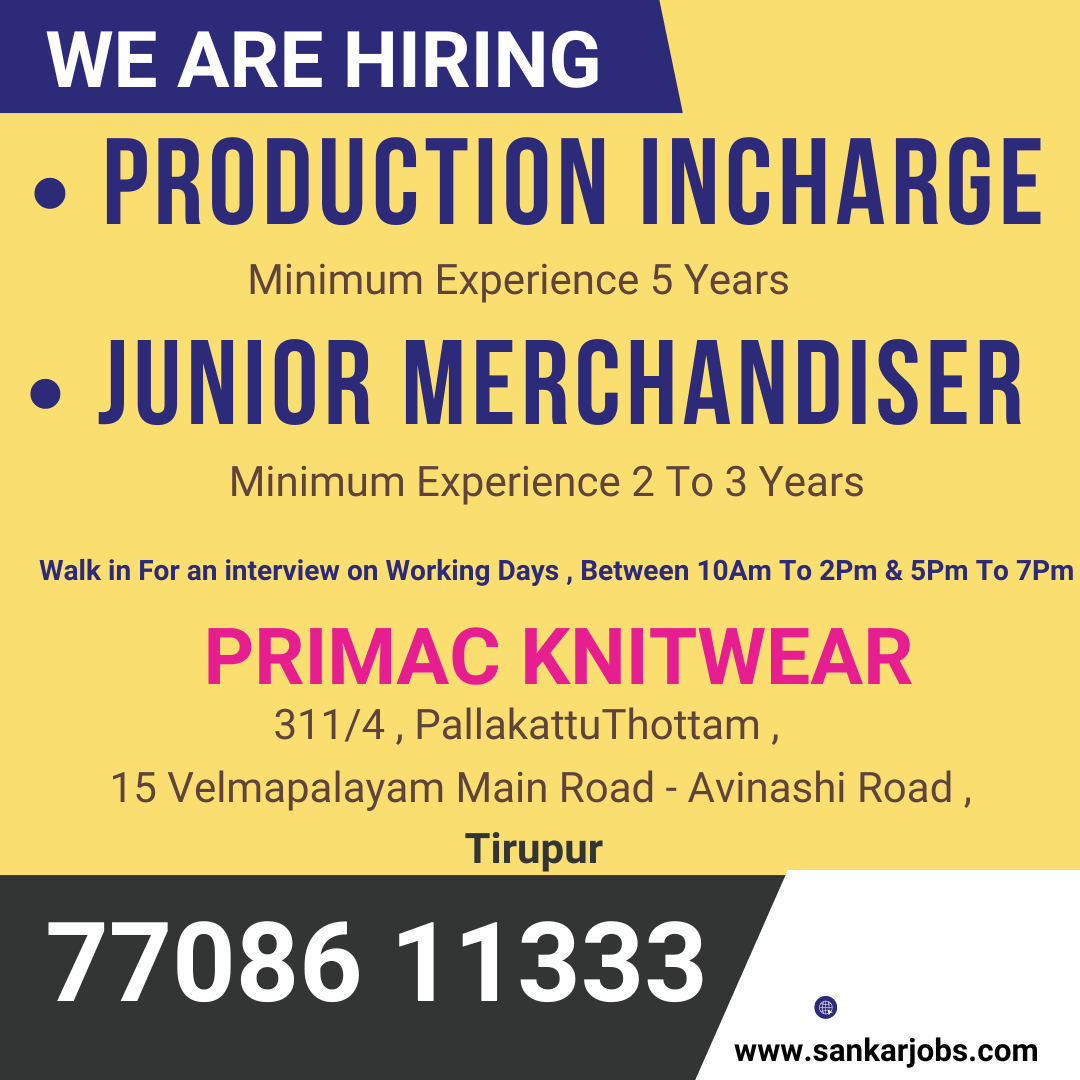 WE ARE HIRING
• PRODUCTION INCHARGE
Minimum Experience 5 Years
• JUNIOR MERCHANDISER
Minimum Experience 2 To 3 Years
Walk in For an interview on Working Days , Between 10Am To 2Pm & 5Pm To 7Pm
PRIMAC KNITWEAR
311/4 , PallakattuThottam ,
15 Velmapalayam Main Road - Avinashi Road ,
Tirupur
77086 11333
www.sankarjobs.com